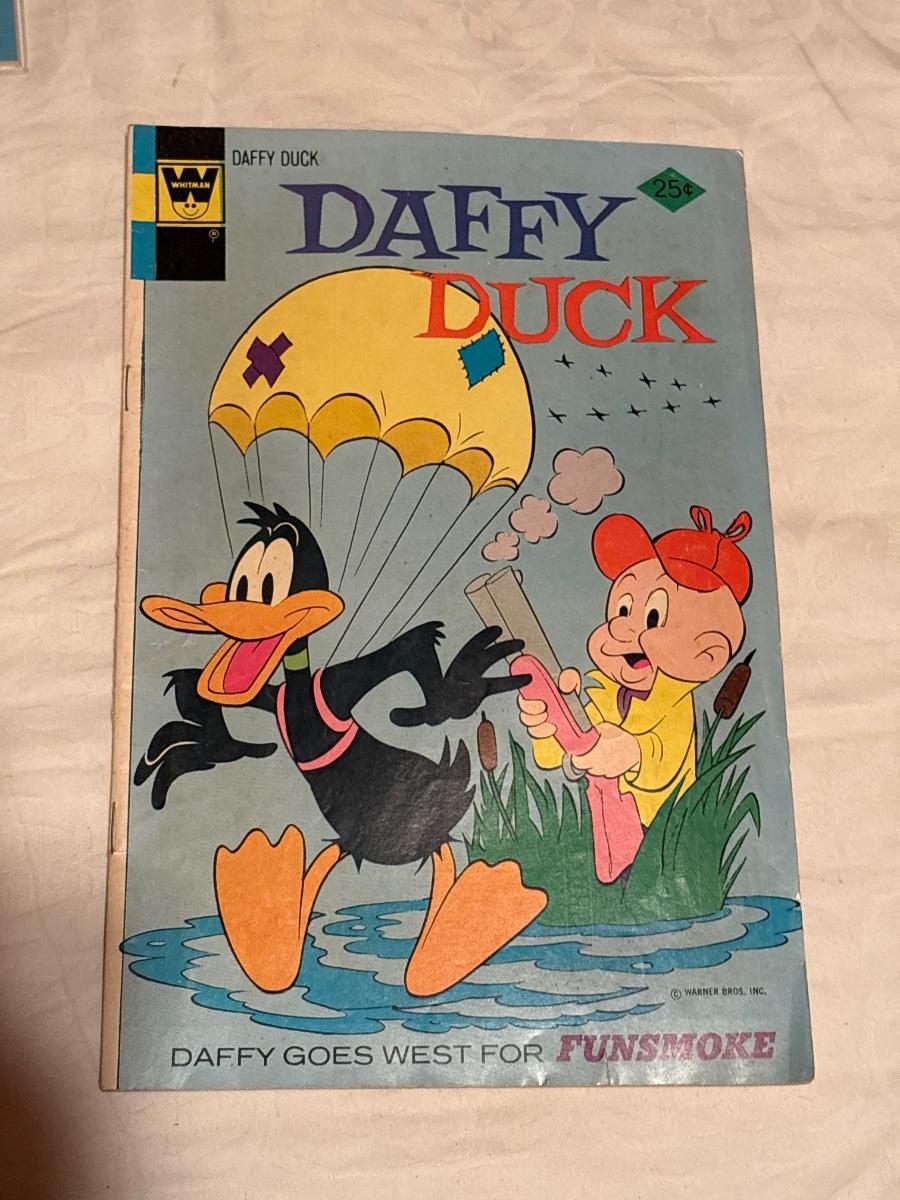 DAFFY DUCK
WHITMAN
®
25¢
DAFFY
DUCK
© WARNER BROS. INC.
DAFFY GOES WEST FOR FUNSMOKE